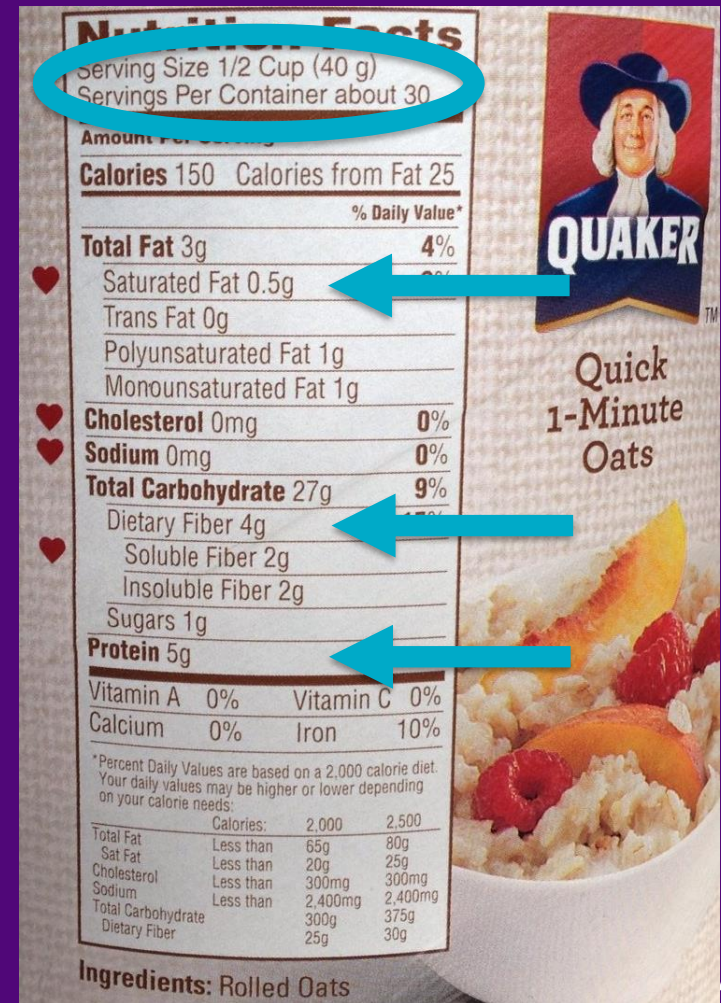 Nutrition Facts
Serving Size 1/2 Cup (40 g)
Servings Per Container about 30
Amount Per Serving
Calories 150 Calories from Fat 25
% Daily Value*
Total Fat 3g 4%
Saturated Fat 0.5g
Trans Fat 0g
Polyunsaturated Fat 1g
Monounsaturated Fat 1g
Cholesterol 0mg 0%
Sodium 0mg 0%
Total Carbohydrate 27g 9%
Dietary Fiber 4g
Soluble Fiber 2g
Insoluble Fiber 2g
Sugars 1g
Protein 5g
Vitamin A 0% Vitamin C 0%
Calcium 0% Iron 10%
*Percent Daily Values are based on a 2,000 calorie diet.
Your daily values may be higher or lower depending
on your calorie needs:
Calories: 2,000 2,500
Total Fat Less than 65g 80g
Sat Fat Less than 20g 25g
Cholesterol Less than 300mg 300mg
Sodium Less than 2,400mg 2,400mg
Total Carbohydrate 300g 375g
Dietary Fiber 25g 30g
Ingredients: Rolled Oats
QUAKER
TM
Quick
1-Minute
Oats